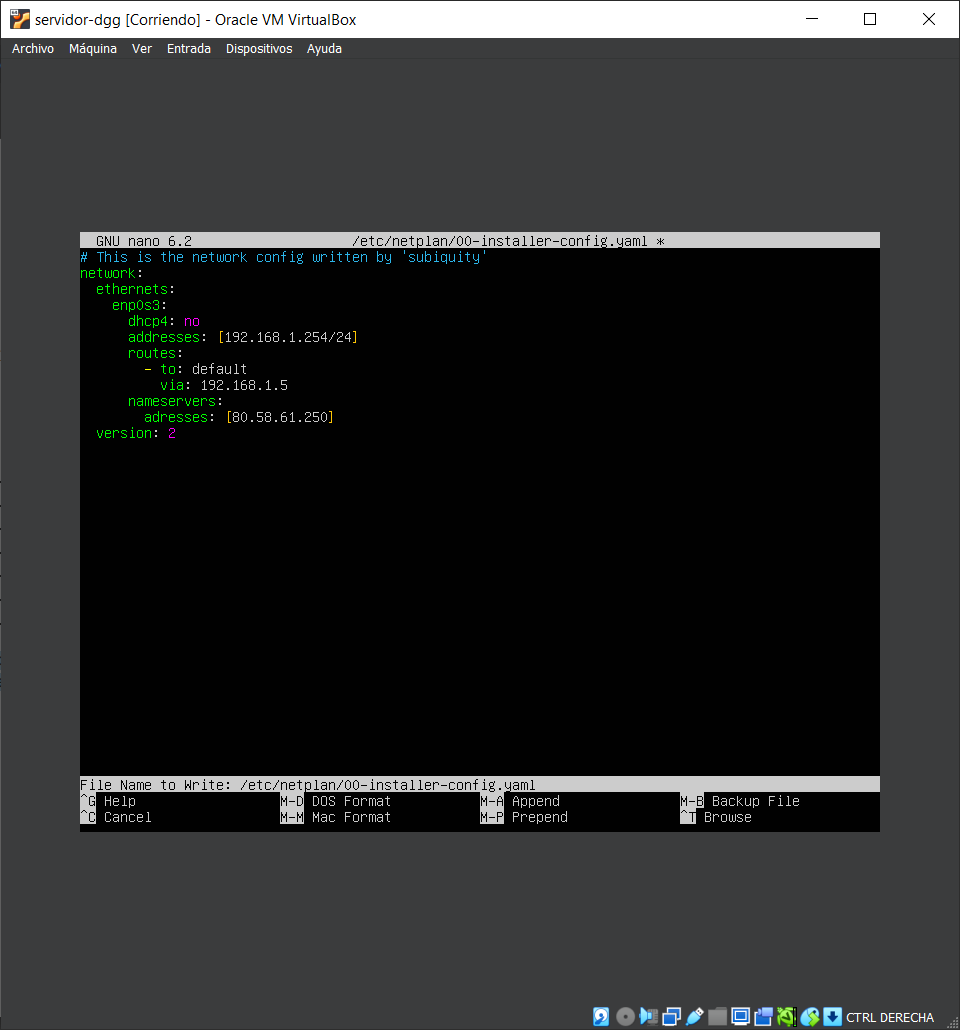 servidor-dgg [Corriendo] - Oracle VM VirtualBox
Archivo Máquina Ver Entrada Dispositivos Ayuda
GNU nano 6.2 /etc/netplan/00-installer-config.yaml *
# This is the network config written by 'subiquity'
network:
  ethernets:
    enp0s3:
      dhcp4: no
      addresses: [192.168.1.254/24]
      routes:
        - to: default
          via: 192.168.1.5
      nameservers:
        adresses: [80.58.61.250]
  version: 2
File Name to Write: /etc/netplan/00-installer-config.yaml
^G Help M-D DOS Format M-A Append M-B Backup File
^C Cancel M-M Mac Format M-P Prepend ^T Browse
CTRL DERECHA